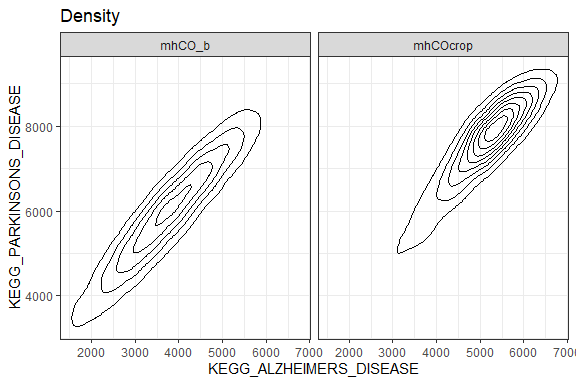 Density
mhCO_b
mhCOcrop
KEGG_PARKINSONS_DISEASE
8000
6000
4000
2000 3000 4000 5000 6000 7000 2000 3000 4000 5000 6000 7000
KEGG_ALZHEIMERS_DISEASE